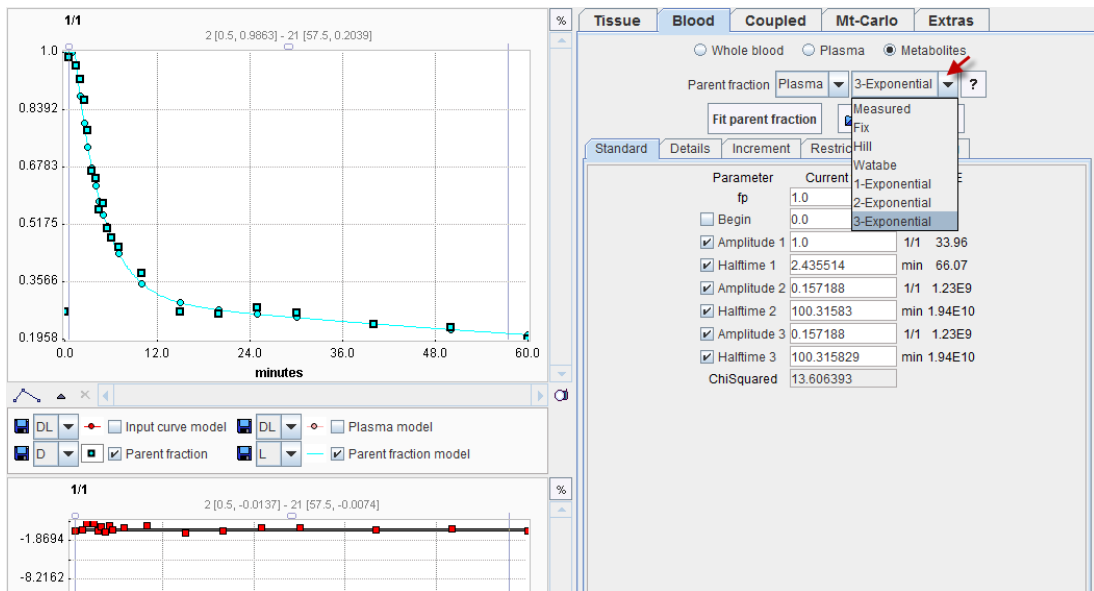 1/1
%
2 [0.5, 0.9863] - 21 [57.5, 0.2039]
1.0
0.8392
0.6783
0.5175
0.3566
0.1958
0.0 12.0 24.0 36.0 48.0 60.0
minutes
DL Input curve model DL Plasma model
D Parent fraction L Parent fraction model
1/1
%
2 [0.5, -0.0137] - 21 [57.5, -0.0074]
-1.8694
-8.2162
Tissue Blood Coupled Mt-Carlo Extras
Whole blood Plasma Metabolites
Parent fraction Plasma 3-Exponential ?
Fit parent fraction
Measured
Fix
Hill
Watabe
1-Exponential
2-Exponential
3-Exponential
Standard Details Increment Restric
Parameter Current E
fp 1.0
Begin 0.0
Amplitude 1 1.0 1/1 33.96
Halftime 1 2.435514 min 66.07
Amplitude 2 0.157188 1/1 1.23E9
Halftime 2 100.31583 min 1.94E10
Amplitude 3 0.157188 1/1 1.23E9
Halftime 3 100.315829 min 1.94E10
ChiSquared 13.606393